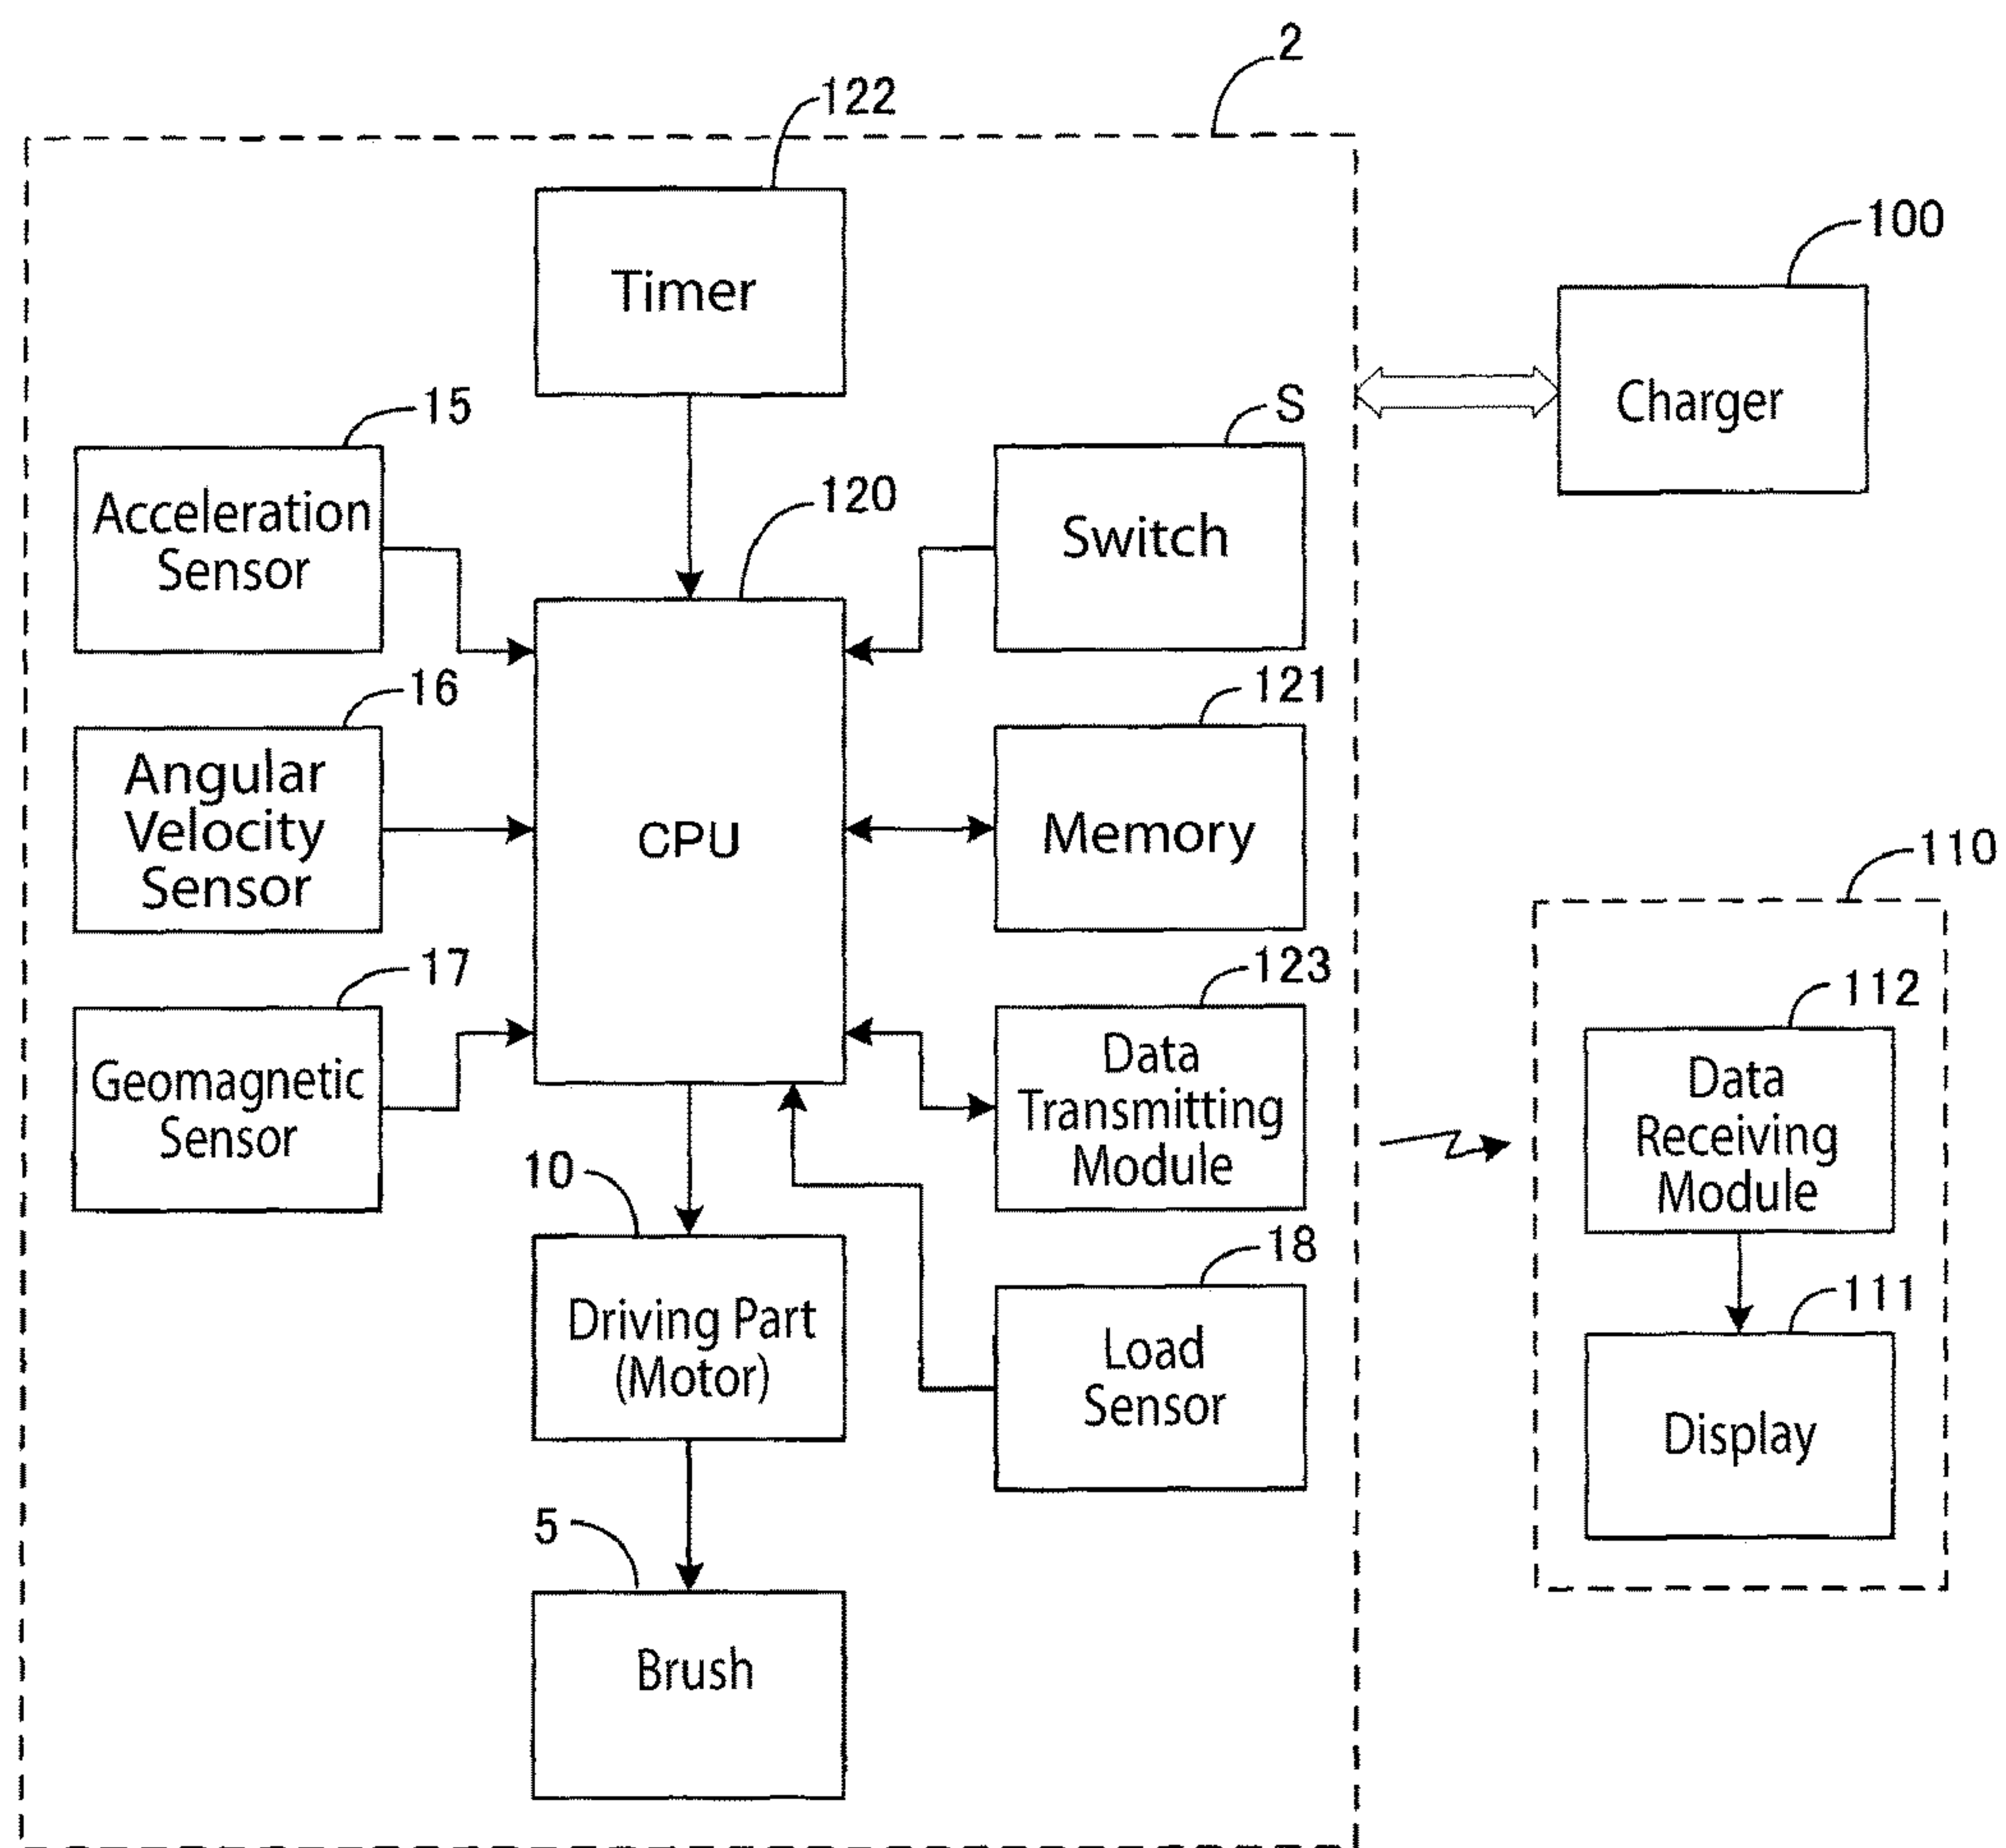 2
122
Timer
100
Charger
15
Acceleration
Sensor
S
Switch
120
CPU
16
Angular
Velocity
Sensor
121
Memory
110
17
Geomagnetic
Sensor
123
Data
Transmitting
Module
112
Data
Receiving
Module
10
Driving Part
(Motor)
18
Load
Sensor
111
Display
5
Brush